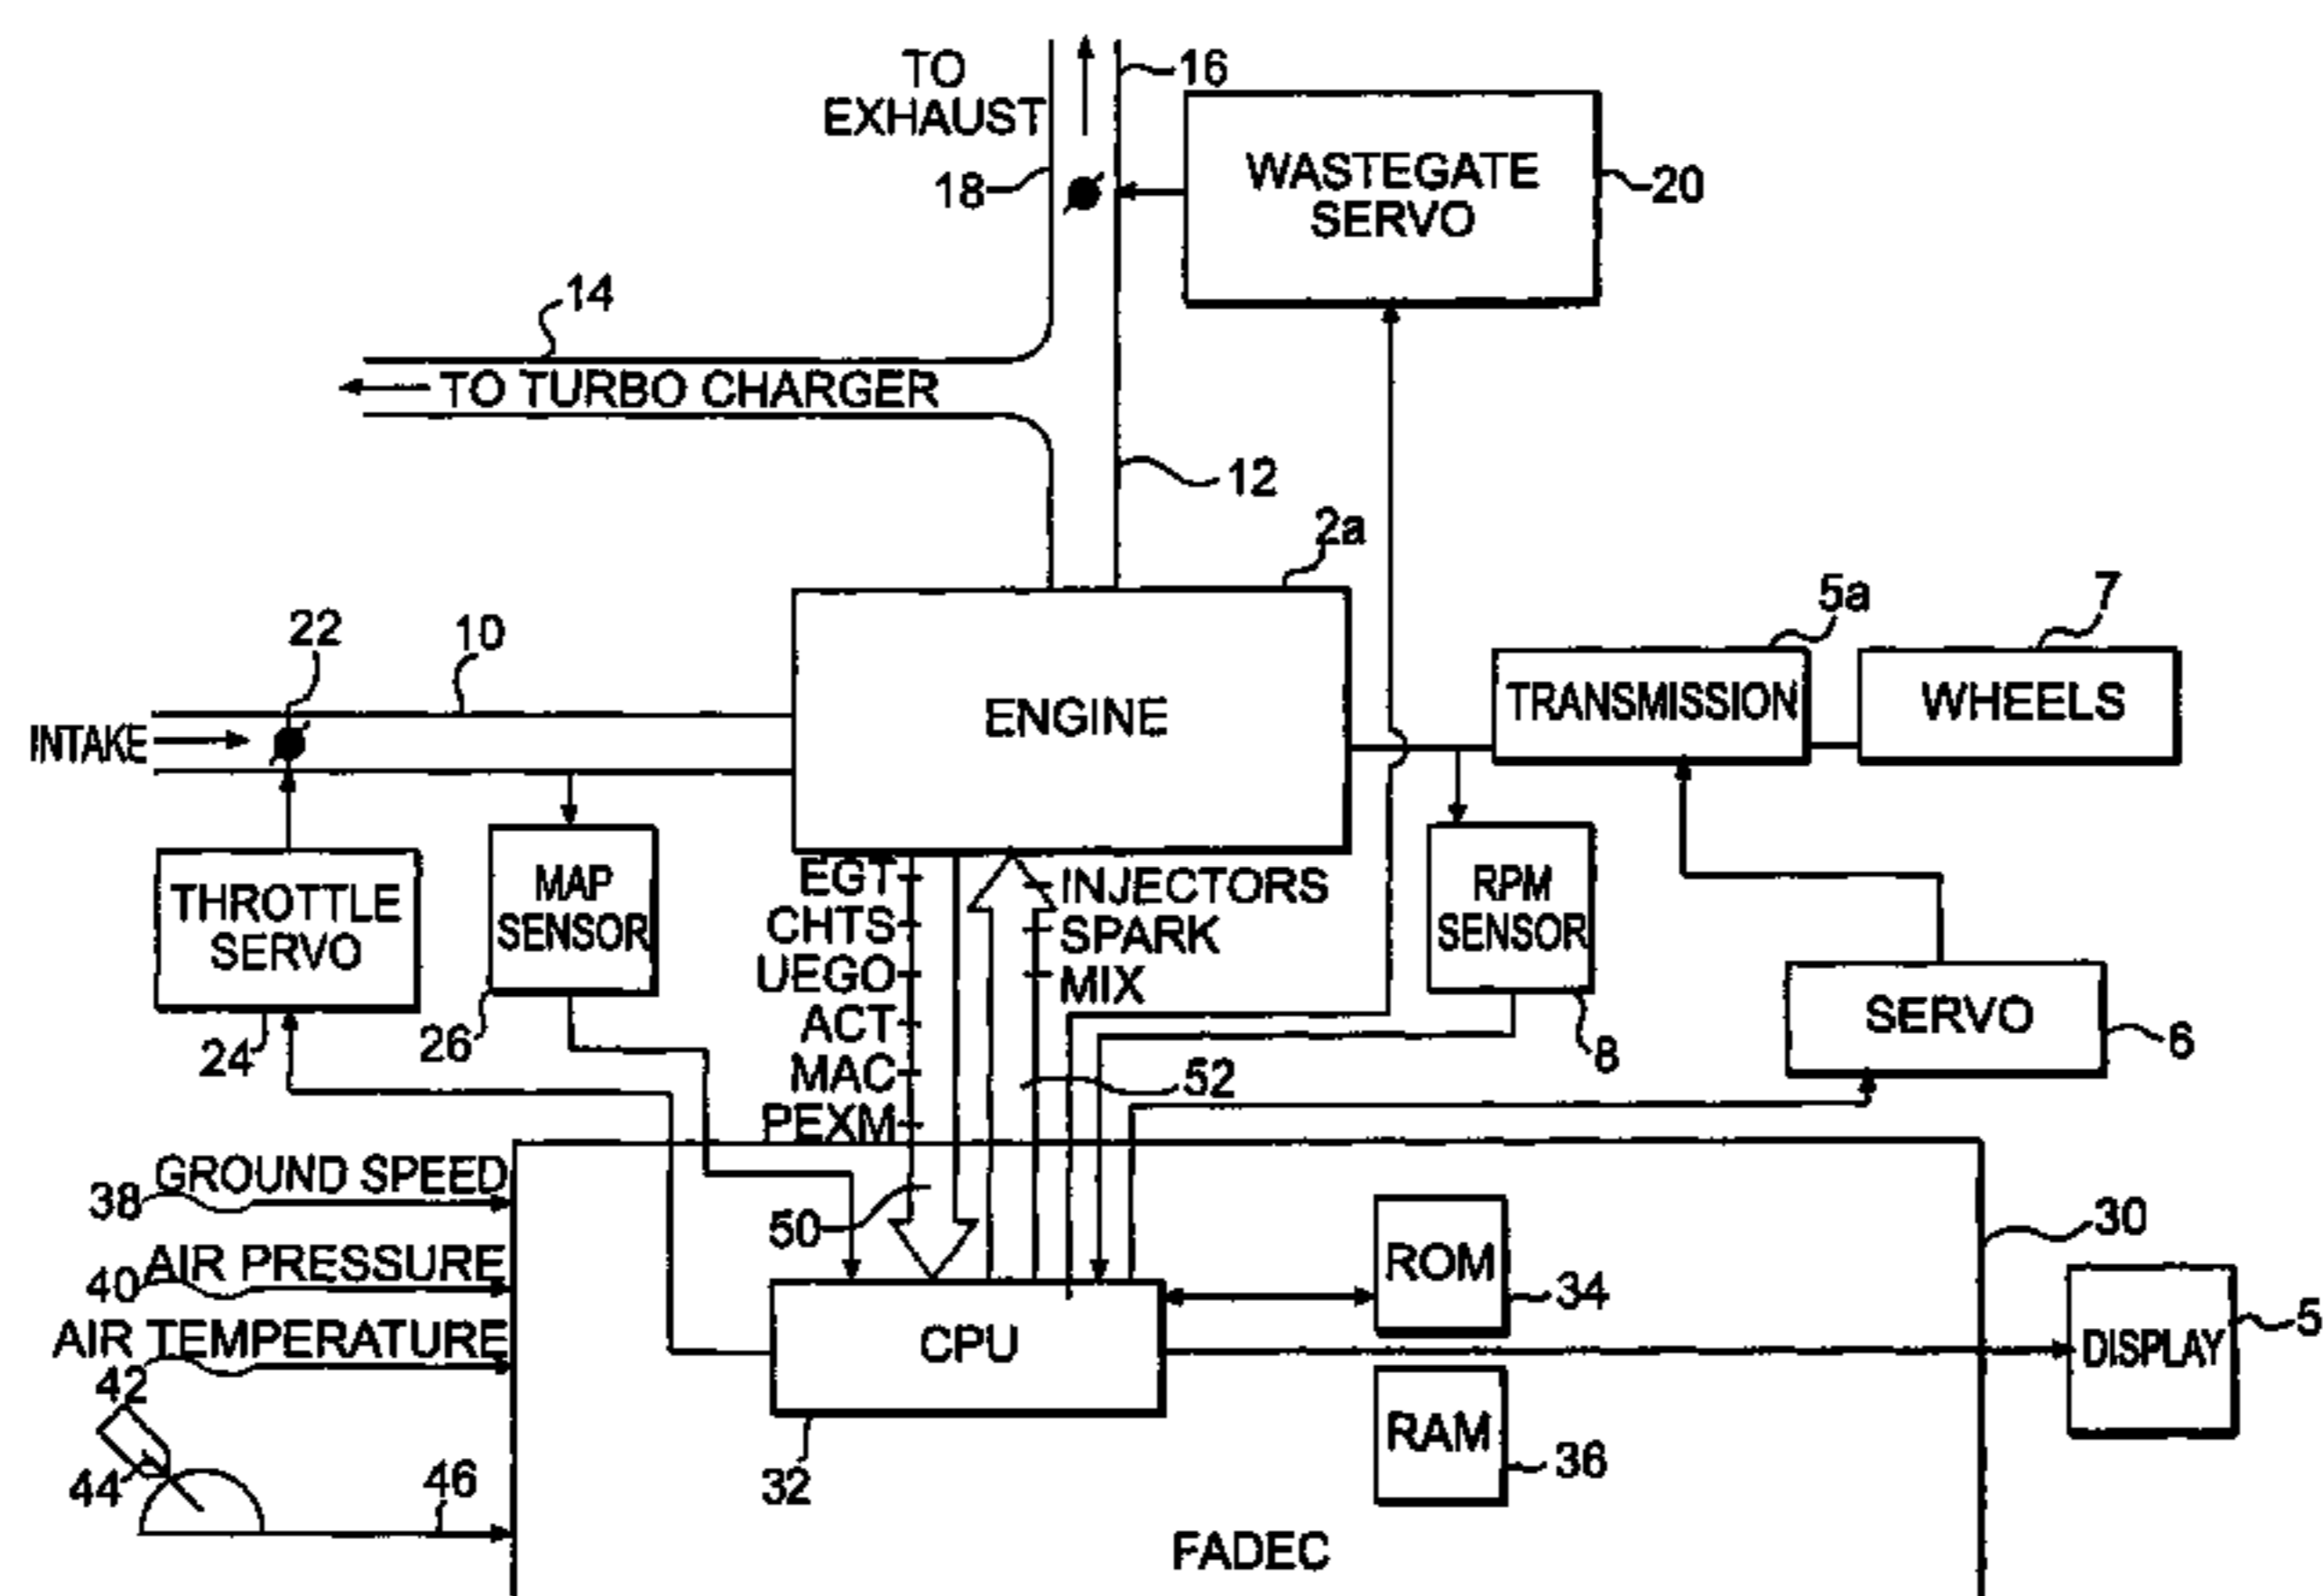 TO
EXHAUST
16
18
WASTEGATE
SERVO
20
14
TO TURBO CHARGER
12
2a
5a
7
22
10
INTAKE
ENGINE
TRANSMISSION
WHEELS
THROTTLE
SERVO
24
MAP
SENSOR
26
EGT
CHTS
UEGO
ACT
MAC
PEXM
INJECTORS
SPARK
MIX
52
RPM
SENSOR
8
SERVO
6
GROUND SPEED
38
AIR PRESSURE
40
AIR TEMPERATURE
42
44
46
50
CPU
32
ROM
34
RAM
36
30
DISPLAY
5
FADEC